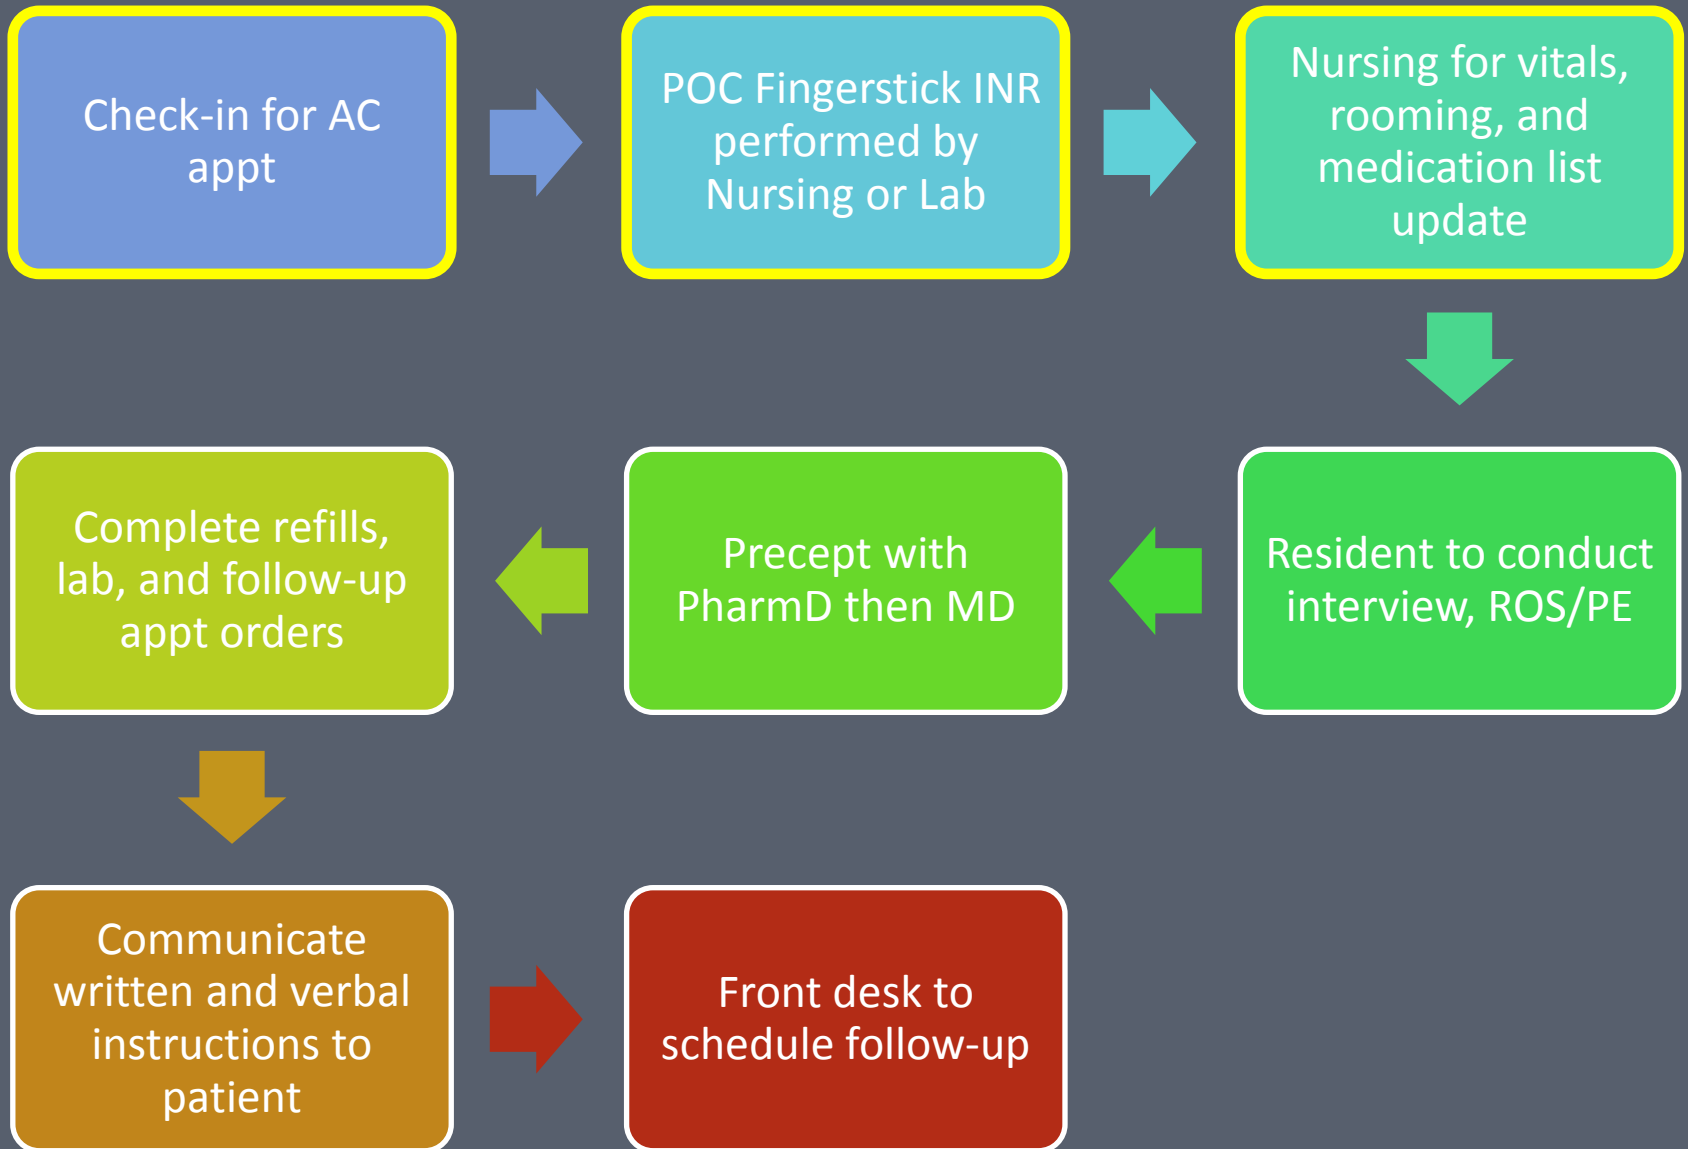 Check-in for AC
appt
POC Fingerstick INR
performed by
Nursing or Lab
Nursing for vitals,
rooming, and
medication list
update
Resident to conduct
interview, ROS/PE
Precept with
PharmD then MD
Complete refills,
lab, and follow-up
appt orders
Communicate
written and verbal
instructions to
patient
Front desk to
schedule follow-up